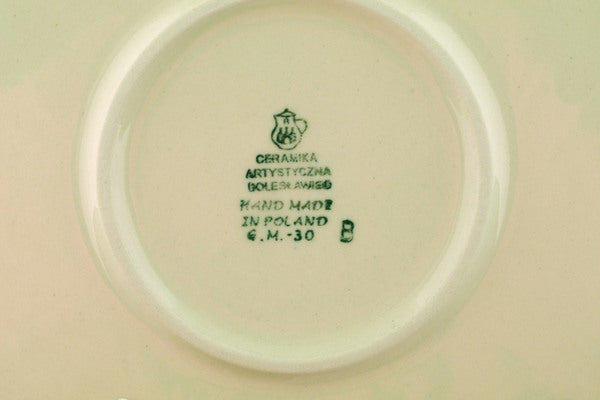 CERAMIKA
ARTYSTYCZNA
BOLESŁAWIEC
HAND MADE
IN POLAND
G.M.-30 B